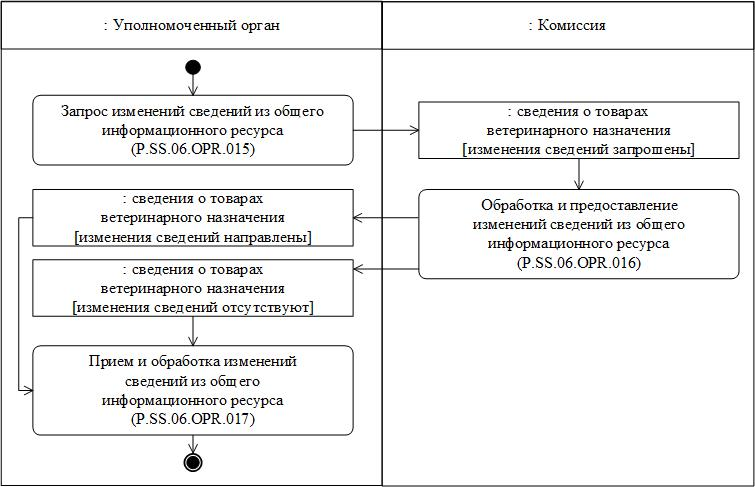 : Уполномоченный орган
: Комиссия
Запрос изменений сведений из общего
информационного ресурса
(P.SS.06.OPR.015)
: сведения о товарах
ветеринарного назначения
[изменения сведений запрошены]
: сведения о товарах
ветеринарного назначения
[изменения сведений направлены]
Обработка и предоставление
изменений сведений из общего
информационного ресурса
(P.SS.06.OPR.016)
: сведения о товарах
ветеринарного назначения
[изменения сведений отсутствуют]
Прием и обработка изменений
сведений из общего
информационного ресурса
(P.SS.06.OPR.017)